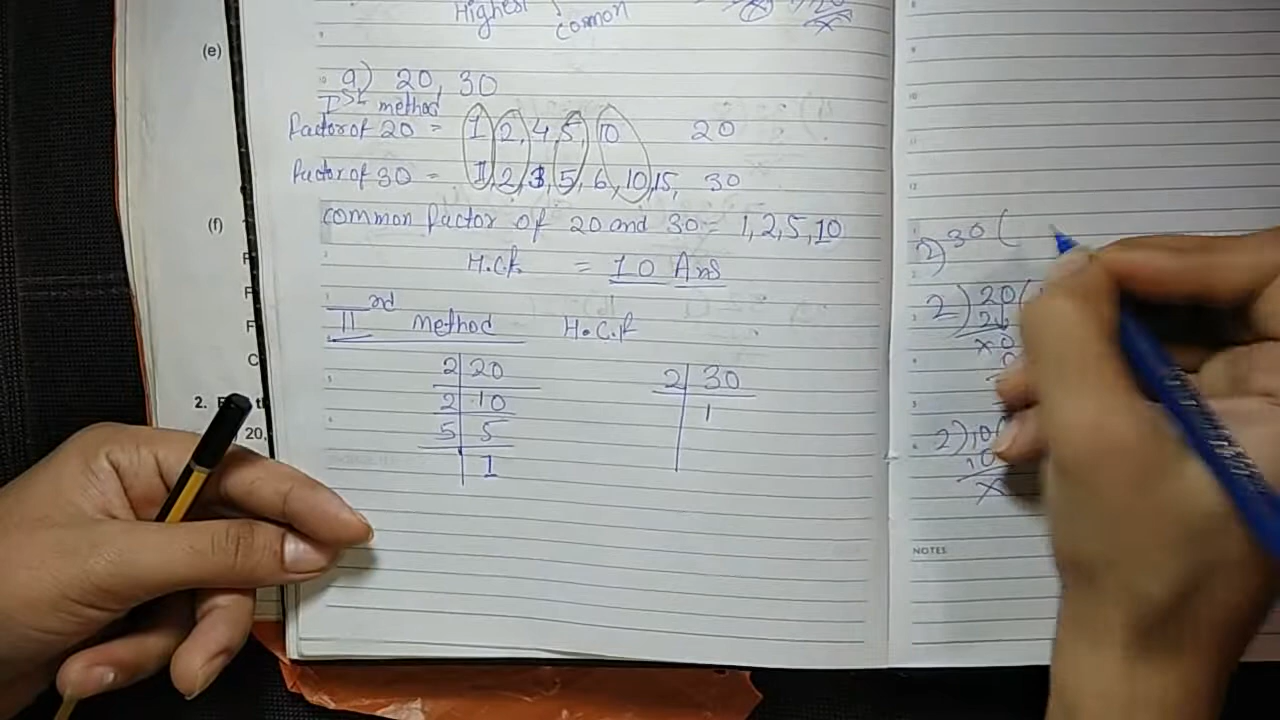 Highest
common
(e)
a) 20, 30
Ist method
factor of 20 = 1, 2, 4, 5, 10 20
factor of 30 = 1, 2, 3, 5, 6, 10, 15, 30
(f)
common factor of 20 and 30 = 1, 2, 5, 10
H.C.f. = 10 Ans
IInd method H.C.f
2 20
2 10
5 5
1
2 30
1
2.
20,
2) 30 (
2) 20 (
2) 10 (
10
x
NOTES